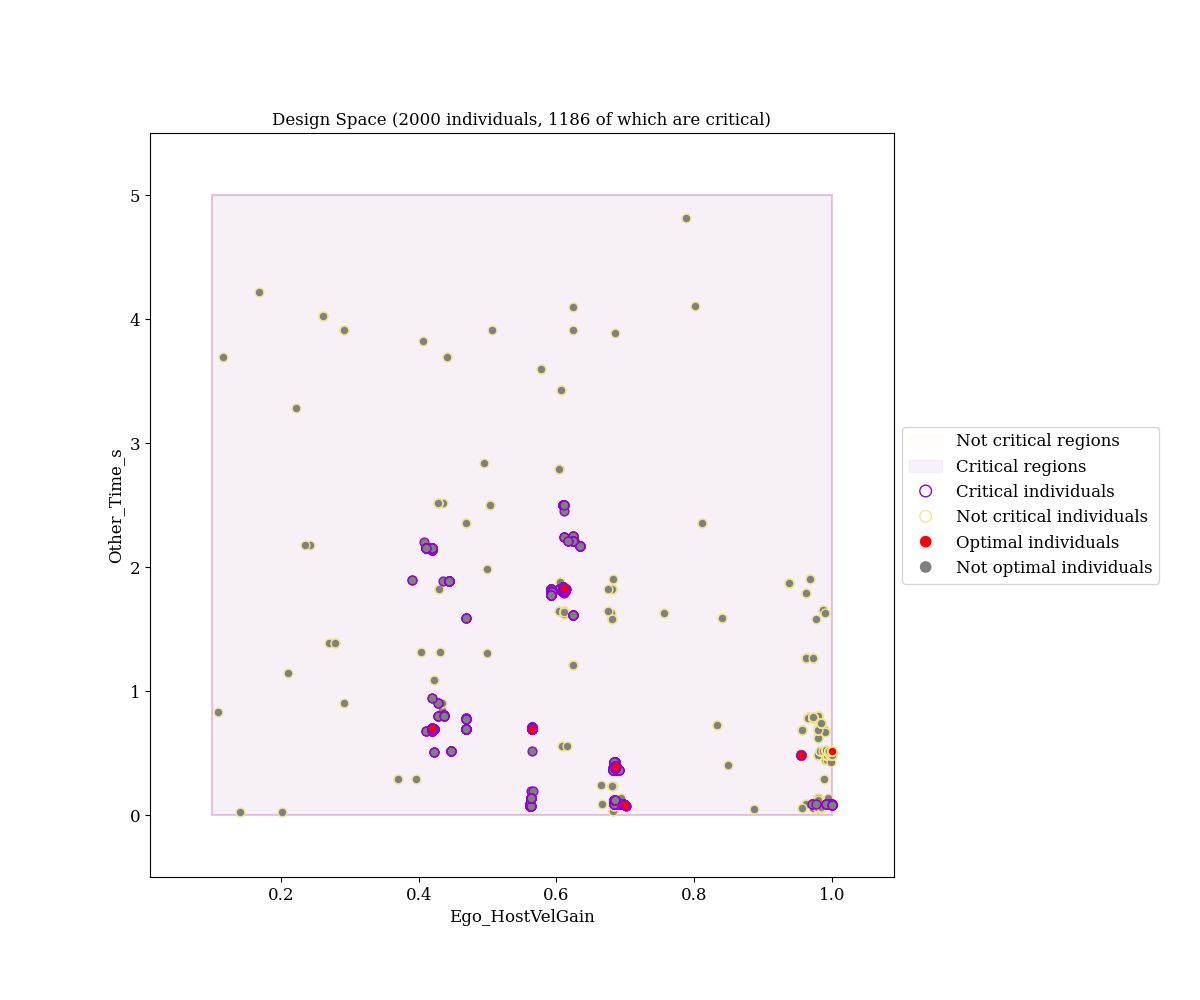 Design Space (2000 individuals, 1186 of which are critical)
5
4
3
2
1
0
Other_Time_s
0.2
0.4
0.6
0.8
1.0
Ego_HostVelGain
Not critical regions
Critical regions
Critical individuals
Not critical individuals
Optimal individuals
Not optimal individuals